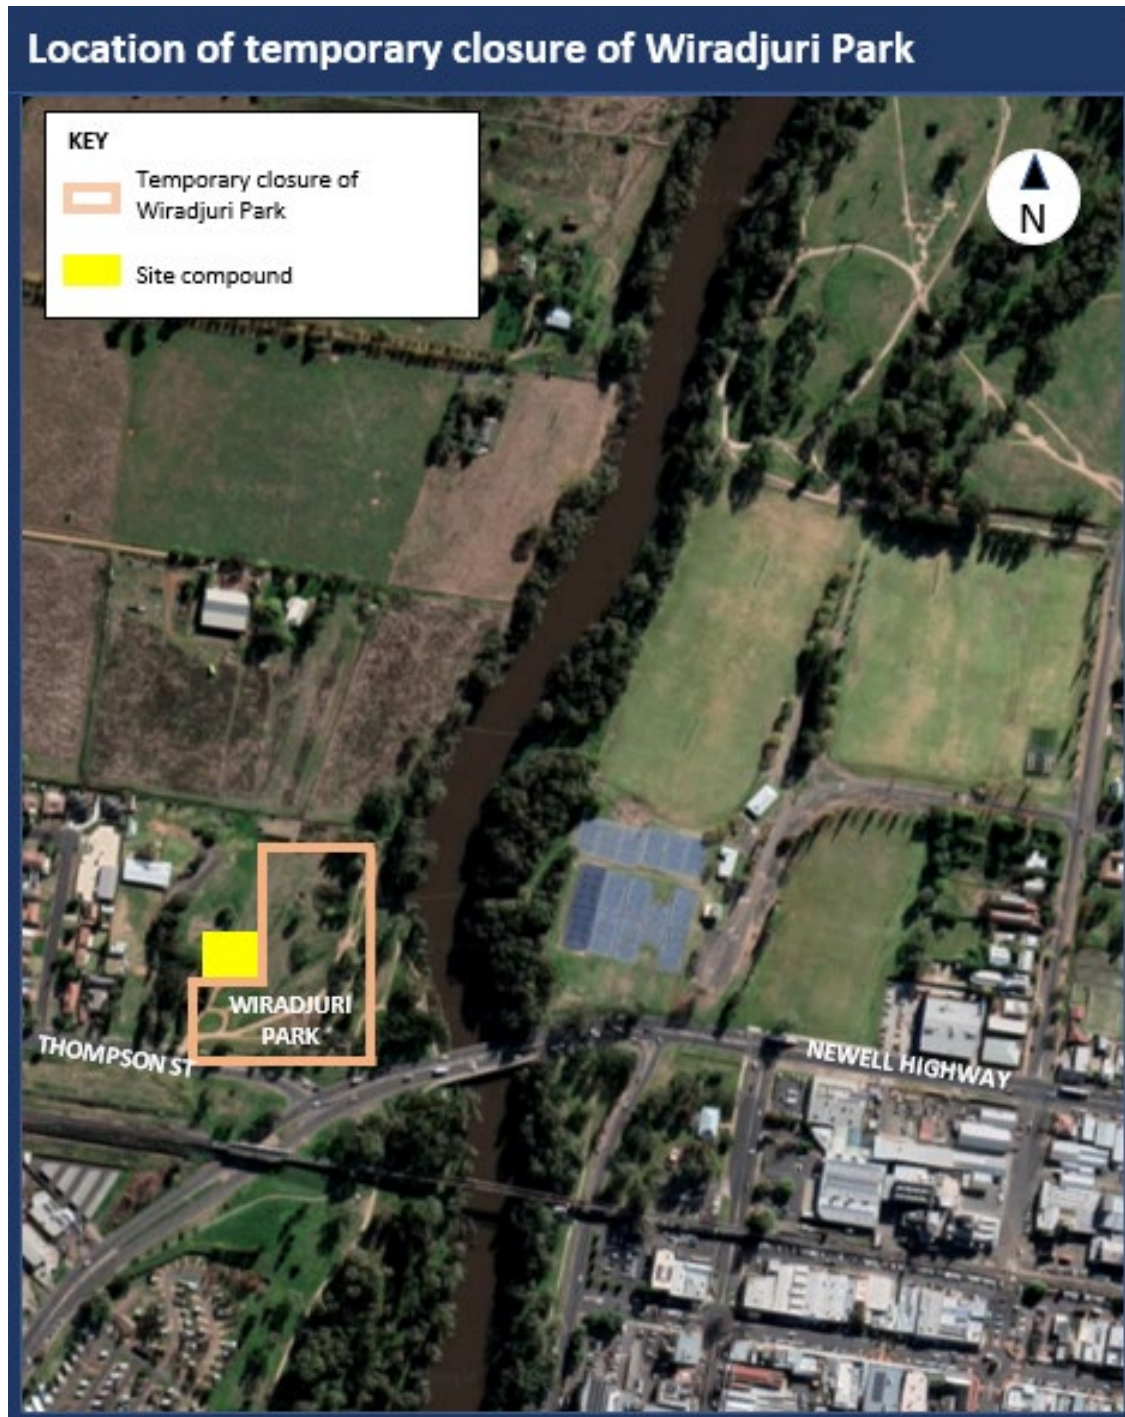 Location of temporary closure of Wiradjuri Park
KEY
Temporary closure of
Wiradjuri Park
Site compound
N
WIRADJURI
PARK
THOMPSON ST
NEWELL HIGHWAY